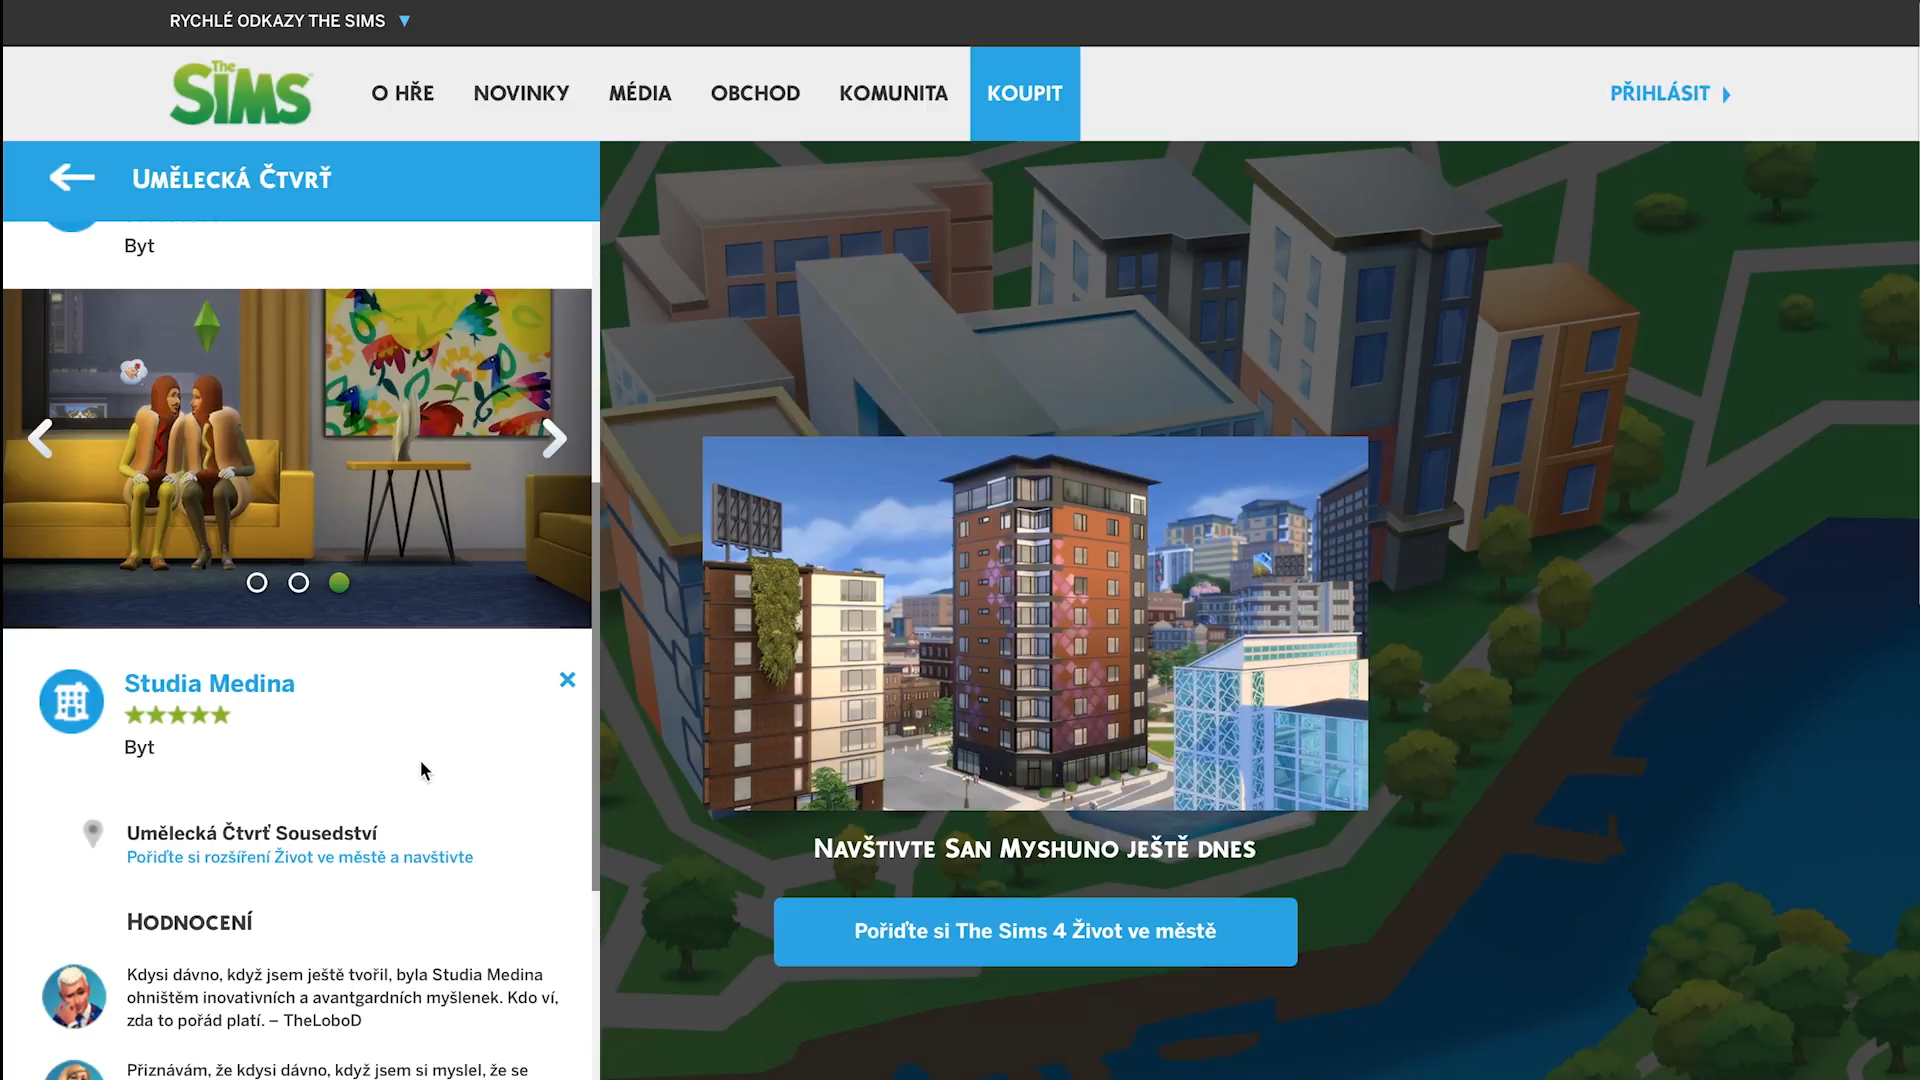 RYCHLÉ ODKAZY THE SIMS
The SIMS
O HŘE NOVINKY MÉDIA OBCHOD KOMUNITA KOUPIT PŘIHLÁSIT
UMĚLECKÁ ČTVRŤ
Byt
Studia Medina
Byt
Umělecká Čtvrť Sousedství
Pořiďte si rozšíření Život ve městě a navštivte
HODNOCENÍ
Kdysi dávno, když jsem ještě tvořil, byla Studia Medina
ohništěm inovativních a avantgardních myšlenek. Kdo ví,
zda to pořád platí. – TheLoboD
Přiznávám, že kdysi dávno, když jsem si myslel, že se
NAVŠTIVTE SAN MYSHUNO JEŠTĚ DNES
Pořiďte si The Sims 4 Život ve městě